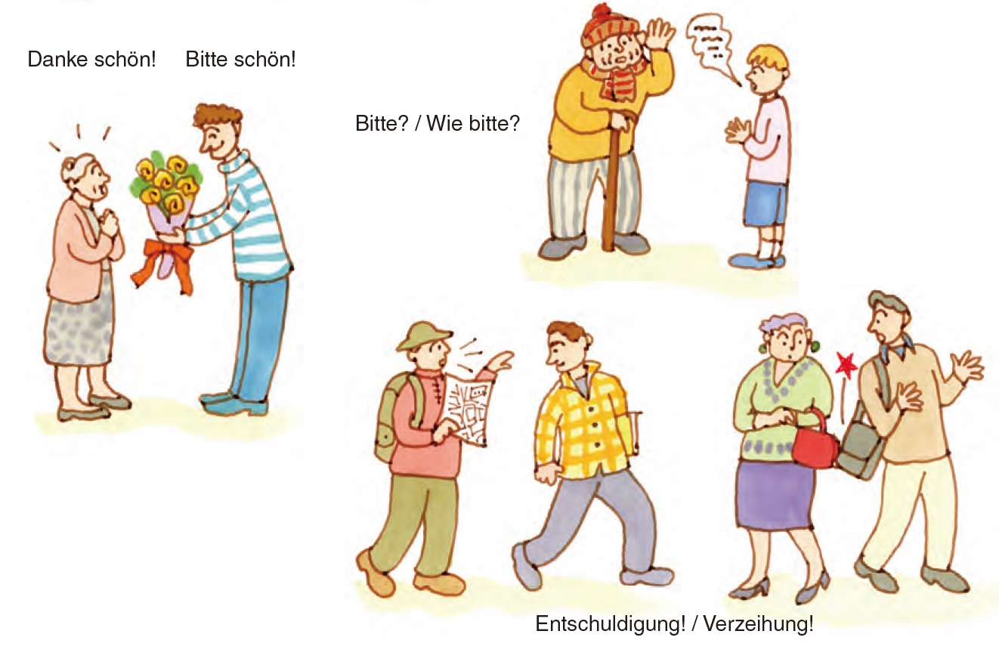 Danke schön! Bitte schön!
Bitte? / Wie bitte?
Entschuldigung! / Verzeihung!